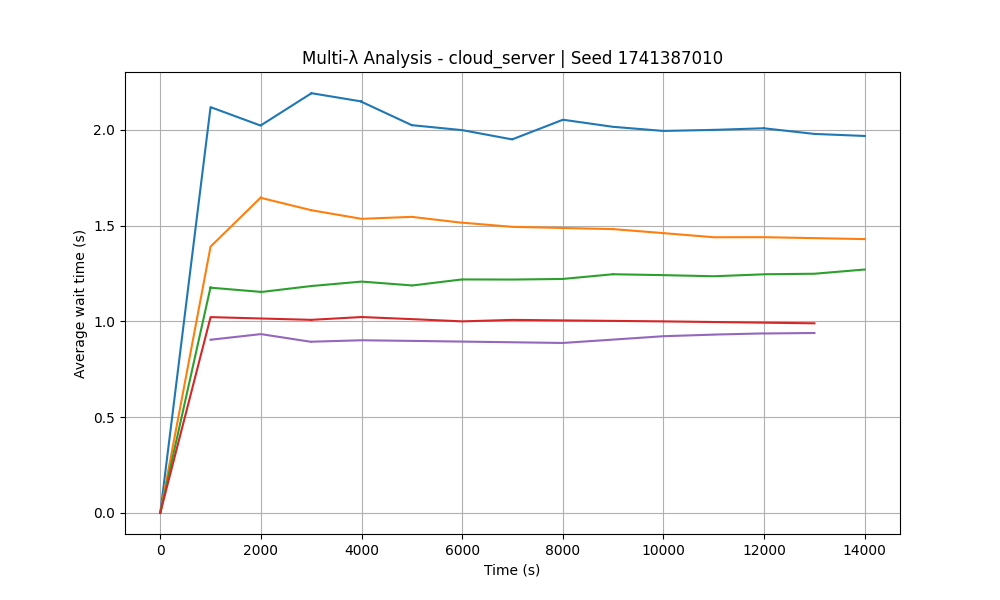 Multi-λ Analysis - cloud_server | Seed 1741387010
Average wait time (s)
2.0
1.5
1.0
0.5
0.0
0 2000 4000 6000 8000 10000 12000 14000
Time (s)